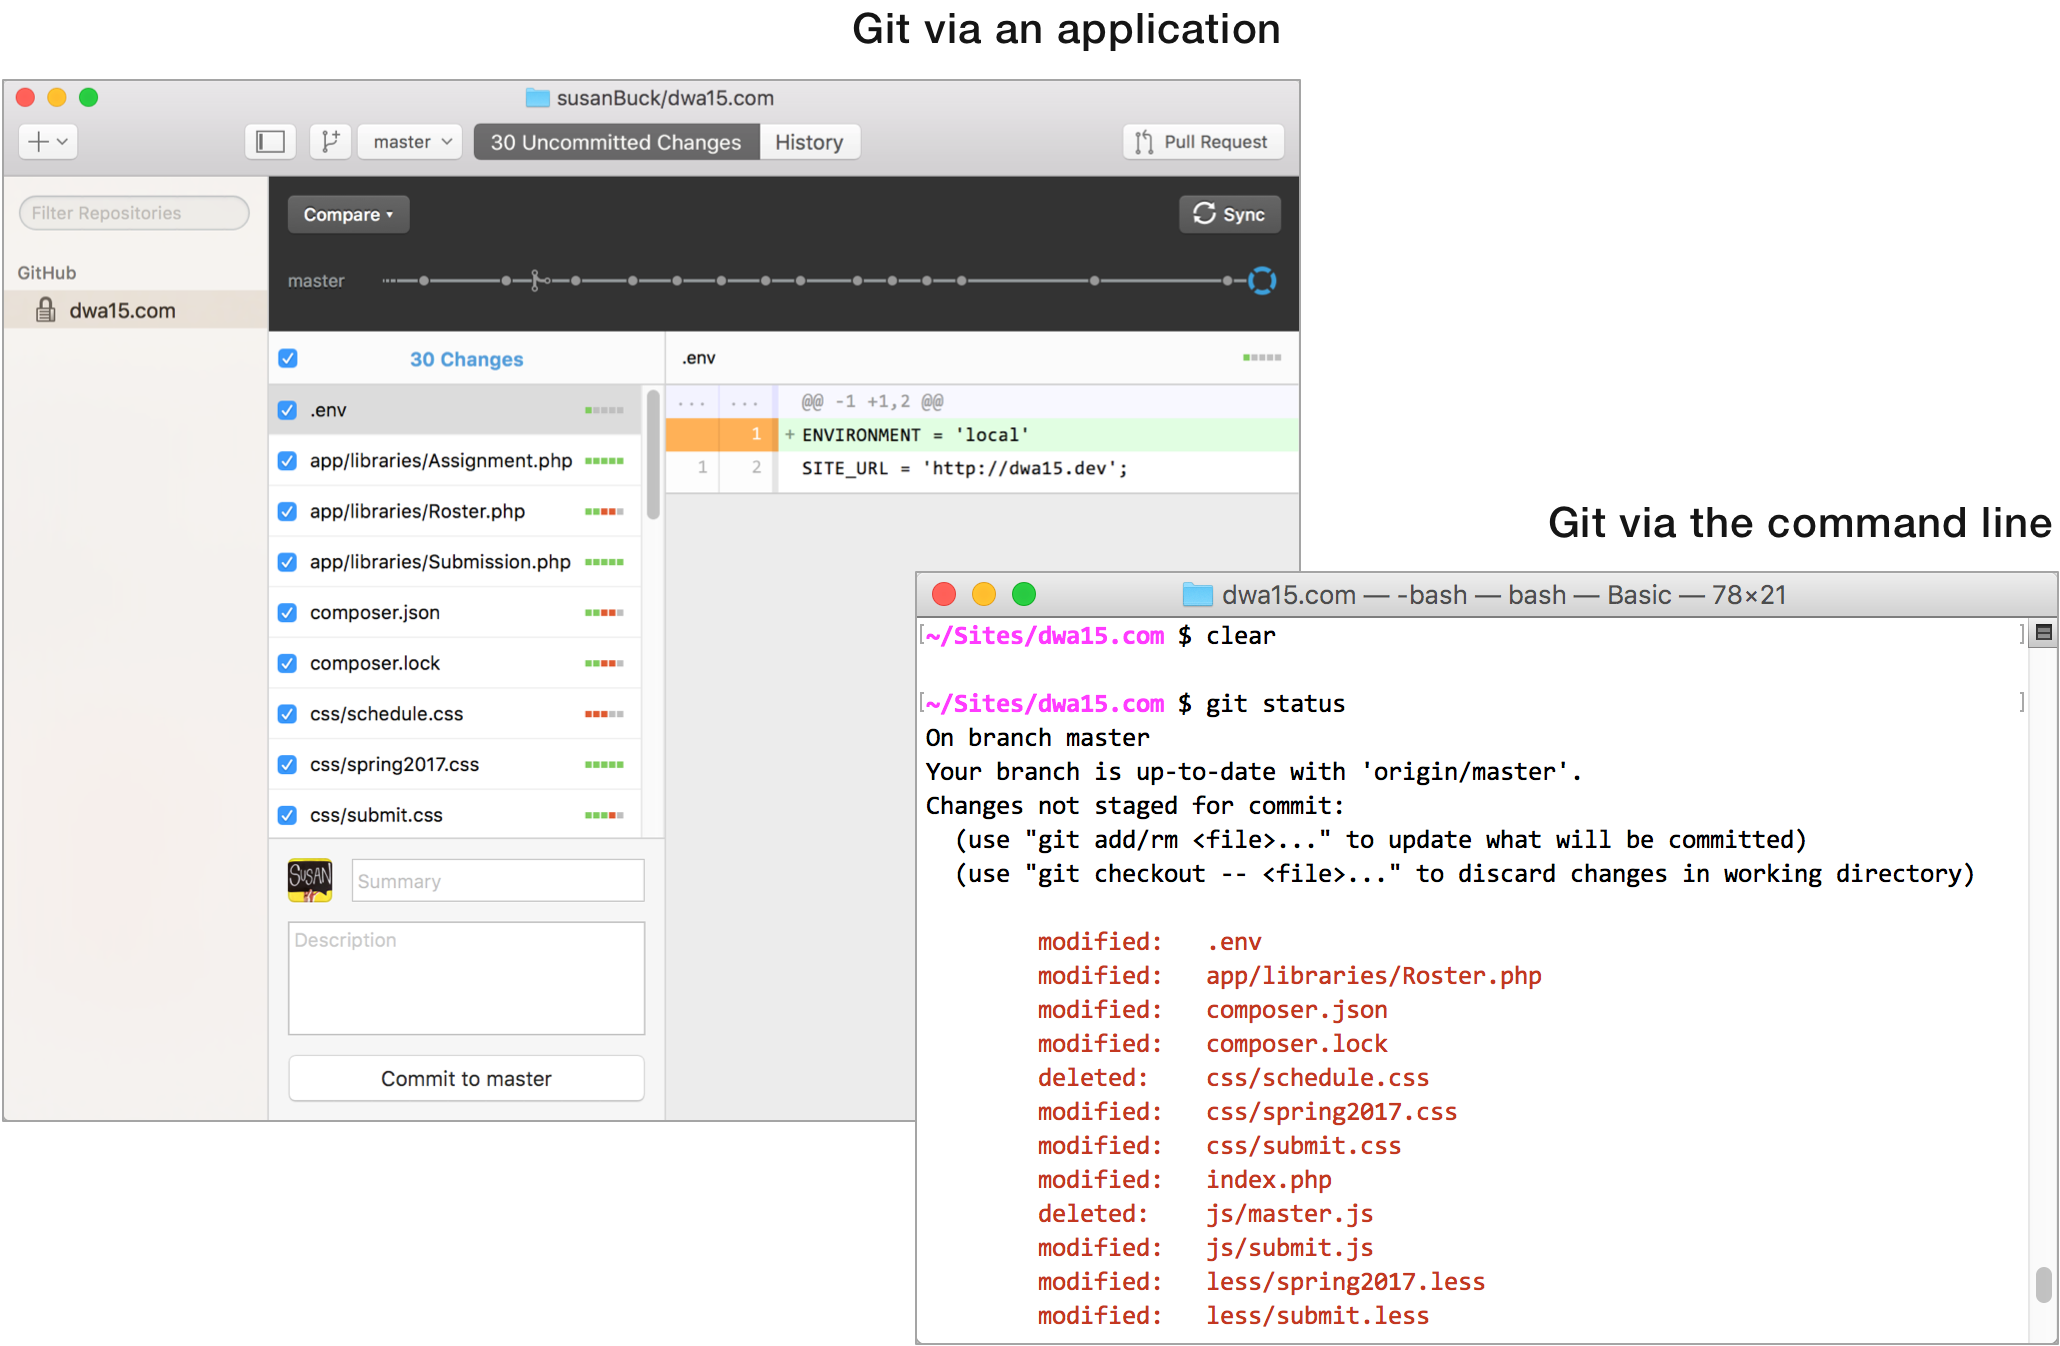 Git via an application
susanBuck/dwa15.com
master
30 Uncommitted Changes
History
Pull Request
Filter Repositories
GitHub
dwa15.com
Compare
Sync
master
30 Changes
.env
app/libraries/Assignment.php
app/libraries/Roster.php
app/libraries/Submission.php
composer.json
composer.lock
css/schedule.css
css/spring2017.css
css/submit.css
SUSAN
Summary
Description
Commit to master
.env
... ... @@ -1 +1,2 @@
1 + ENVIRONMENT = 'local'
1 2 SITE_URL = 'http://dwa15.dev';
Git via the command line
dwa15.com — -bash — bash — Basic — 78×21
[~/Sites/dwa15.com $ clear ]
[~/Sites/dwa15.com $ git status ]
On branch master
Your branch is up-to-date with 'origin/master'.
Changes not staged for commit:
(use "git add/rm <file>..." to update what will be committed)
(use "git checkout -- <file>..." to discard changes in working directory)
modified: .env
modified: app/libraries/Roster.php
modified: composer.json
modified: composer.lock
deleted: css/schedule.css
modified: css/spring2017.css
modified: css/submit.css
modified: index.php
deleted: js/master.js
modified: js/submit.js
modified: less/spring2017.less
modified: less/submit.less